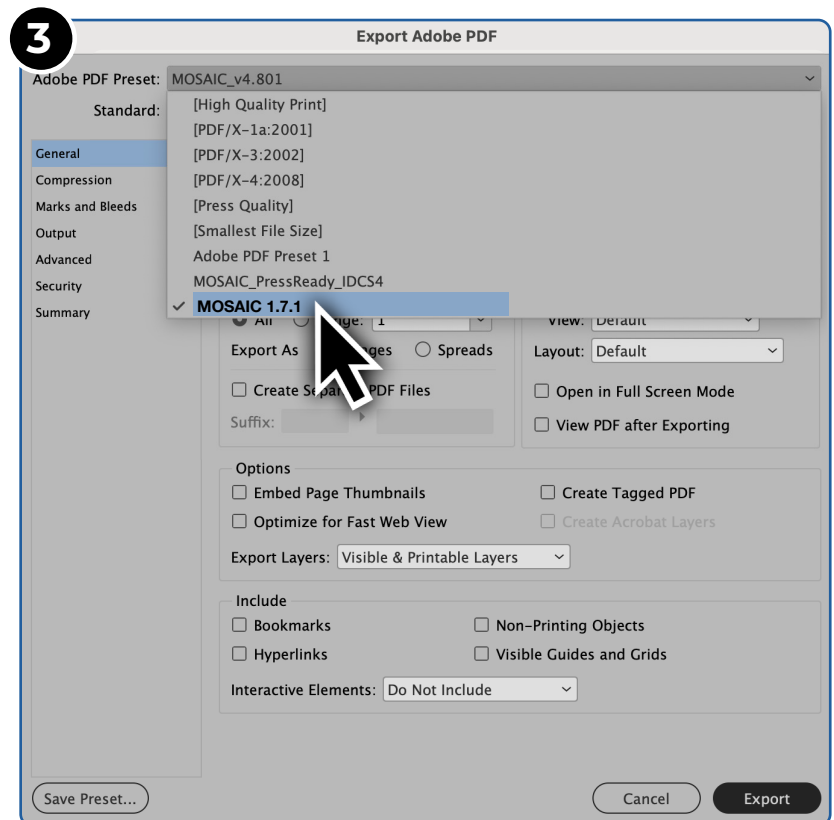 3
Export Adobe PDF
Adobe PDF Preset: MOSAIC_v4.801
Standard:
[High Quality Print]
[PDF/X-1a:2001]
[PDF/X-3:2002]
[PDF/X-4:2008]
[Press Quality]
[Smallest File Size]
Adobe PDF Preset 1
MOSAIC_PressReady_IDCS4
MOSAIC 1.7.1
General
Compression
Marks and Bleeds
Output
Advanced
Security
Summary
All 1
View: Default
Export As Spreads
Layout: Default
Create PDF Files
Open in Full Screen Mode
Suffix:
View PDF after Exporting
Options
Embed Page Thumbnails
Create Tagged PDF
Optimize for Fast Web View
Create Acrobat Layers
Export Layers: Visible & Printable Layers
Include
Bookmarks
Non-Printing Objects
Hyperlinks
Visible Guides and Grids
Interactive Elements: Do Not Include
Save Preset...
Cancel
Export